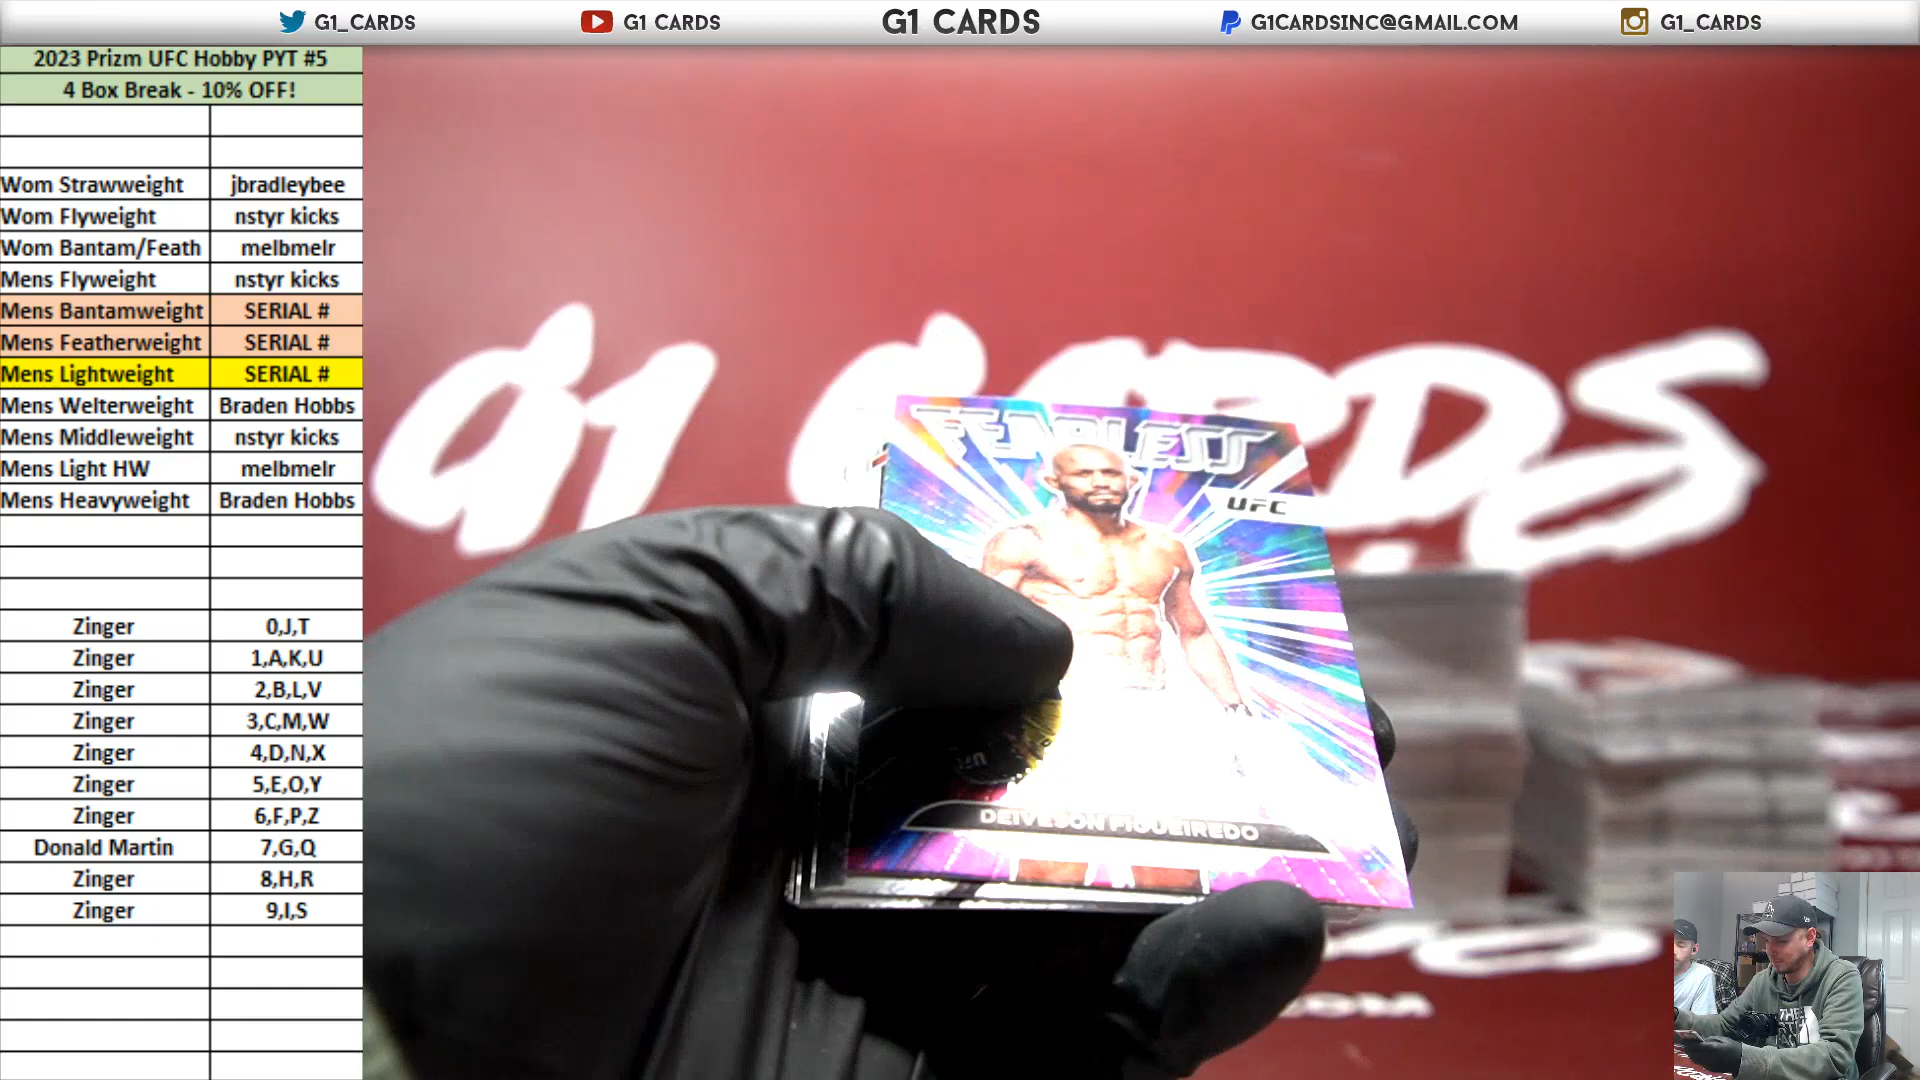 G1_CARDS
G1 CARDS
G1 CARDS
G1CARDSINC@GMAIL.COM
G1_CARDS
2023 Prizm UFC Hobby PYT #5
4 Box Break - 10% OFF!
Wom Strawweight jbradleybee
Wom Flyweight nstyr kicks
Wom Bantam/Feath melbmelr
Mens Flyweight nstyr kicks
Mens Bantamweight SERIAL #
Mens Featherweight SERIAL #
Mens Lightweight SERIAL #
Mens Welterweight Braden Hobbs
Mens Middleweight nstyr kicks
Mens Light HW melbmelr
Mens Heavyweight Braden Hobbs
Zinger 0,J,T
Zinger 1,A,K,U
Zinger 2,B,L,V
Zinger 3,C,M,W
Zinger 4,D,N,X
Zinger 5,E,O,Y
Zinger 6,F,P,Z
Donald Martin 7,G,Q
Zinger 8,H,R
Zinger 9,I,S
G1 CARDS
FEARLESS
UFC
DEIVESON FIGUEIREDO